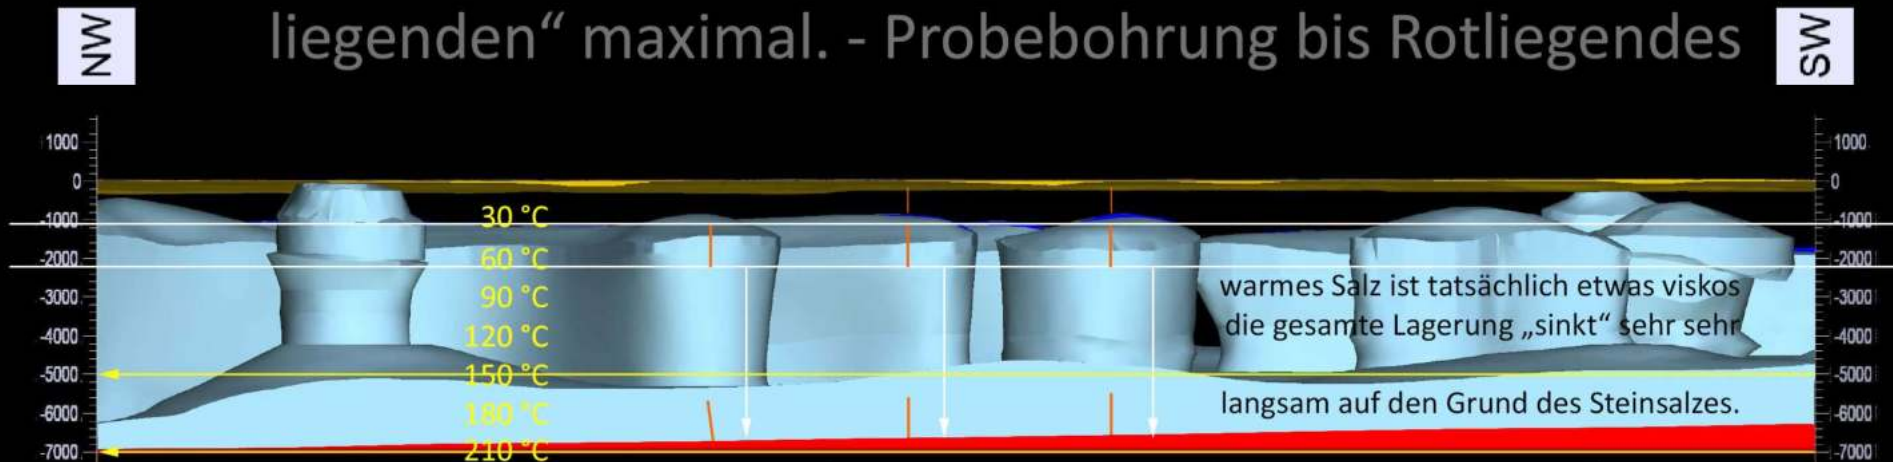 NW
liegenden“ maximal. - Probebohrung bis Rotliegendes
SW
1000
0
-1000
-2000
-3000
-4000
-5000
-6000
-7000
30 °C
60 °C
90 °C
120 °C
150 °C
180 °C
210 °C
warmes Salz ist tatsächlich etwas viskos
die gesamte Lagerung „sinkt“ sehr sehr
langsam auf den Grund des Steinsalzes.
1000
0
-1000
-2000
-3000
-4000
-5000
-6000
-7000